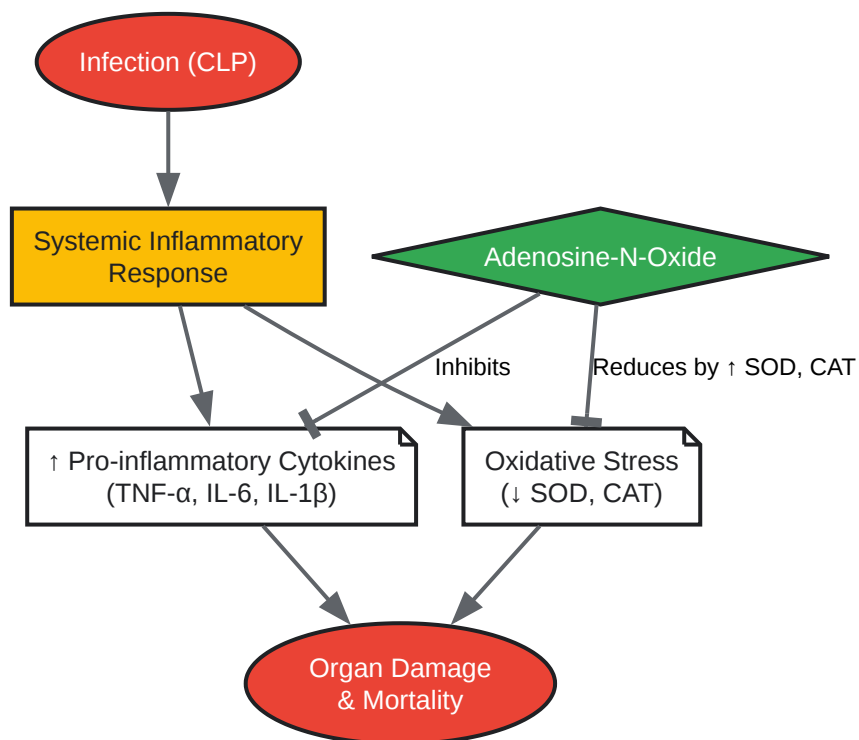 Infection (CLP)
Systemic Inflammatory
Response
Adenosine-N-Oxide
Inhibits
Reduces by ↑ SOD, CAT
↑ Pro-inflammatory Cytokines
(TNF-α, IL-6, IL-1β)
Oxidative Stress
(↓ SOD, CAT)
Organ Damage
& Mortality